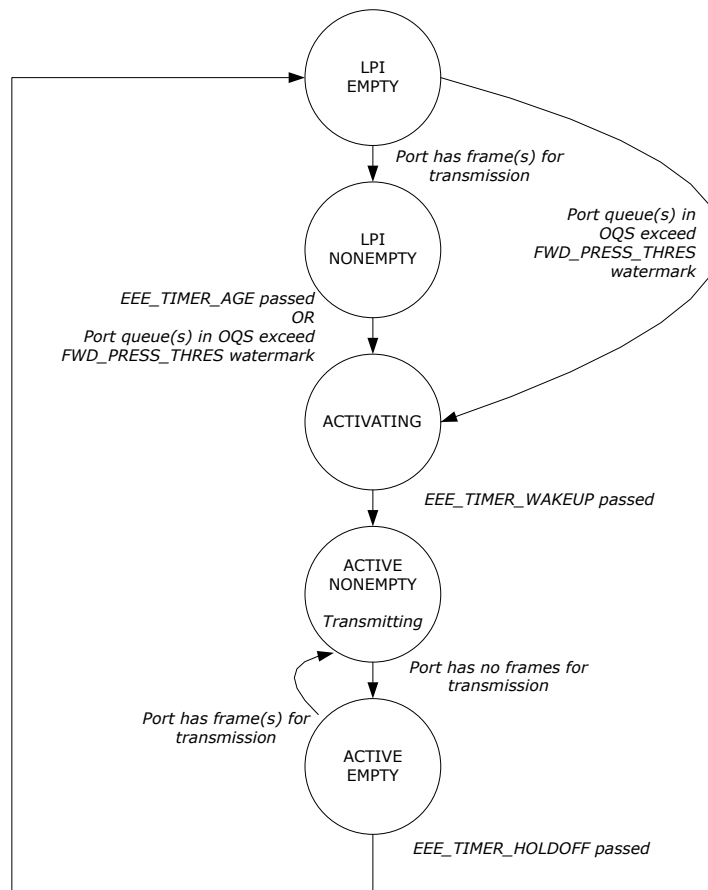 LPI
EMPTY
Port has frame(s) for
transmission
Port queue(s) in
OQS exceed
FWD_PRESS_THRES
watermark
LPI
NONEMPTY
EEE_TIMER_AGE passed
OR
Port queue(s) in OQS exceed
FWD_PRESS_THRES watermark
ACTIVATING
EEE_TIMER_WAKEUP passed
ACTIVE
NONEMPTY
Transmitting
Port has no frames for
transmission
Port has frame(s) for
transmission
ACTIVE
EMPTY
EEE_TIMER_HOLDOFF passed